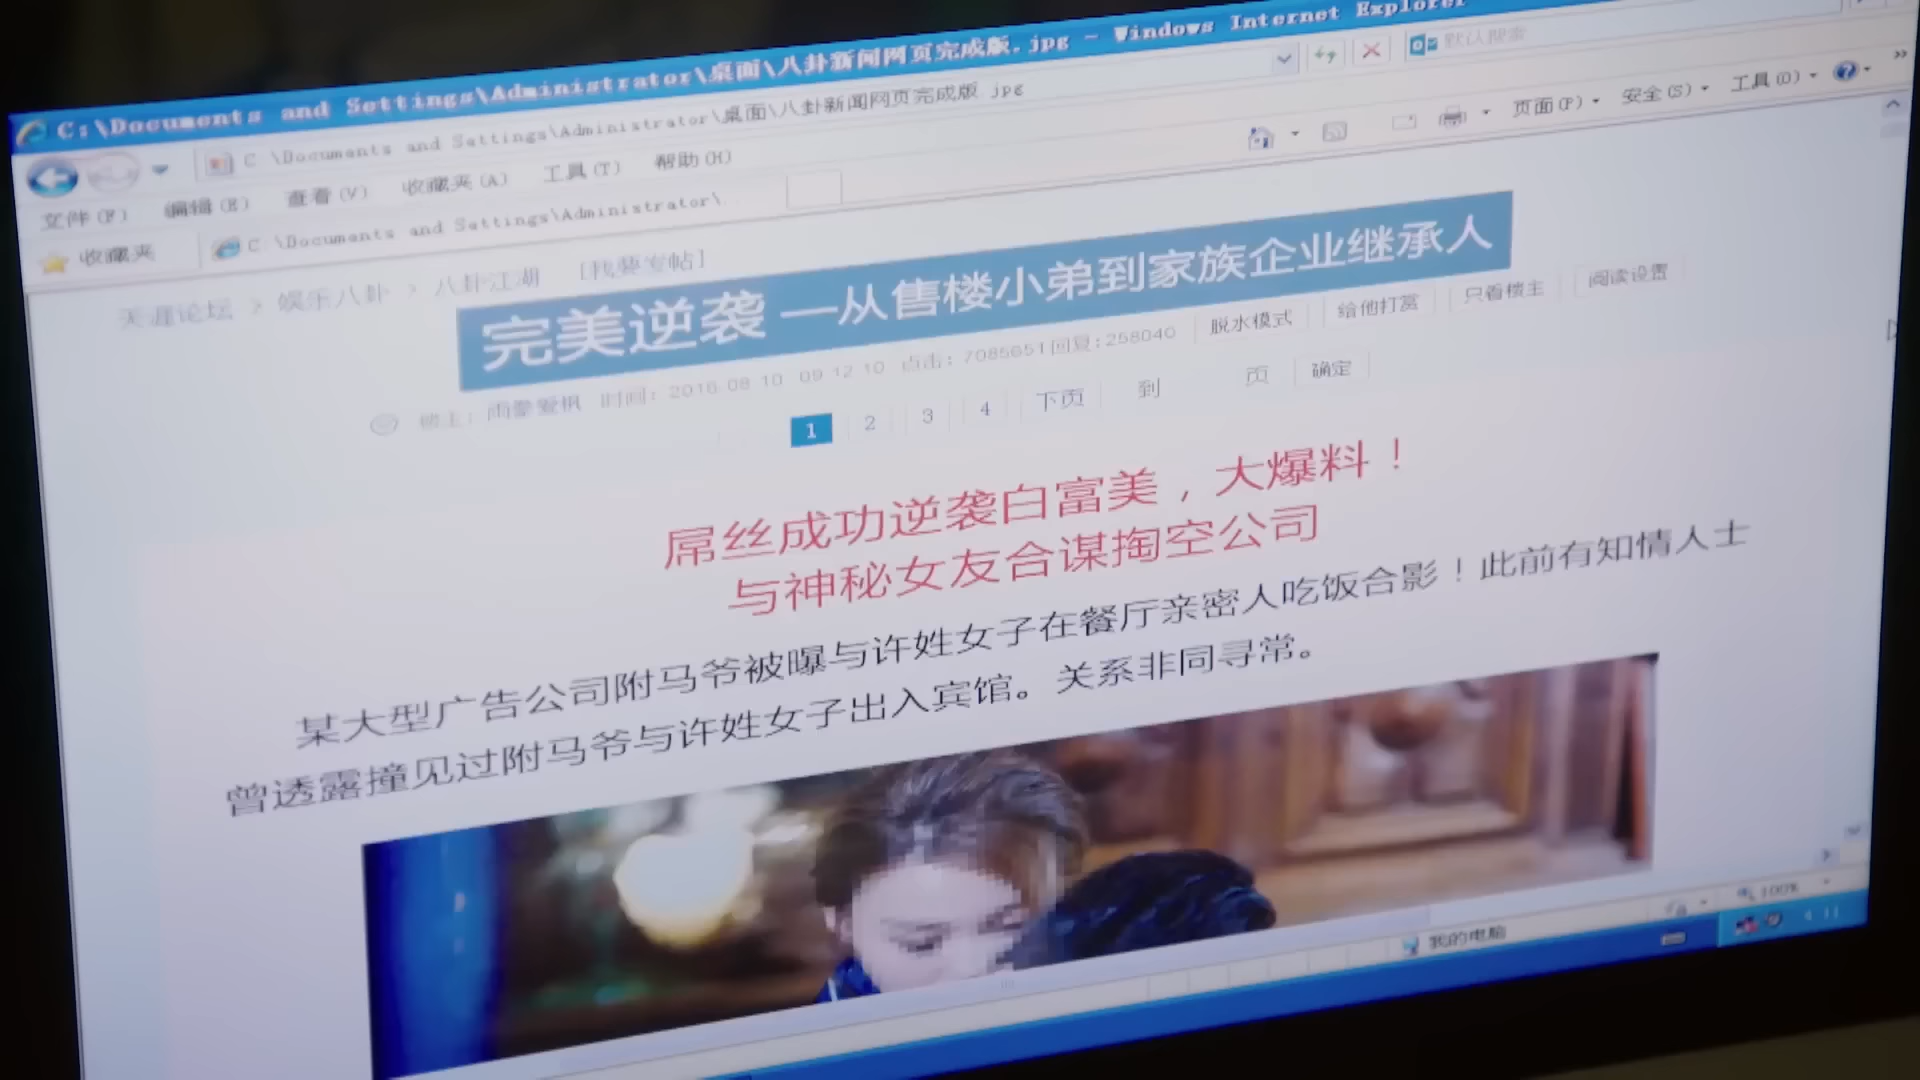 C:\Documents and Settings\Administrator\桌面\八卦新闻网页完成版.jpg - Windows Internet Explorer
C:\Documents and Settings\Administrator\桌面\八卦新闻网页完成版 jpg
默认搜索
文件(F) 编辑(E) 查看(V) 收藏夹(A) 工具(T) 帮助(H)
收藏夹 C:\Documents and Settings\Administrator\...
页面(P) 安全(S) 工具(O)
天涯论坛 > 娱乐八卦 > 八卦江湖 [我要发帖]
完美逆袭 —从售楼小弟到家族企业继承人
楼主: 时间: 2016 08 10 09 12 10 点击: 7085651 回复:258040 脱水模式 给他打赏 只看楼主 阅读设置
1 2 3 4 下页 到 页 确定
屌丝成功逆袭白富美，大爆料！
与神秘女友合谋掏空公司
某大型广告公司附马爷被曝与许姓女子在餐厅亲密人吃饭合影！此前有知情人士
曾透露撞见过附马爷与许姓女子出入宾馆。关系非同寻常。
我的电脑
100%